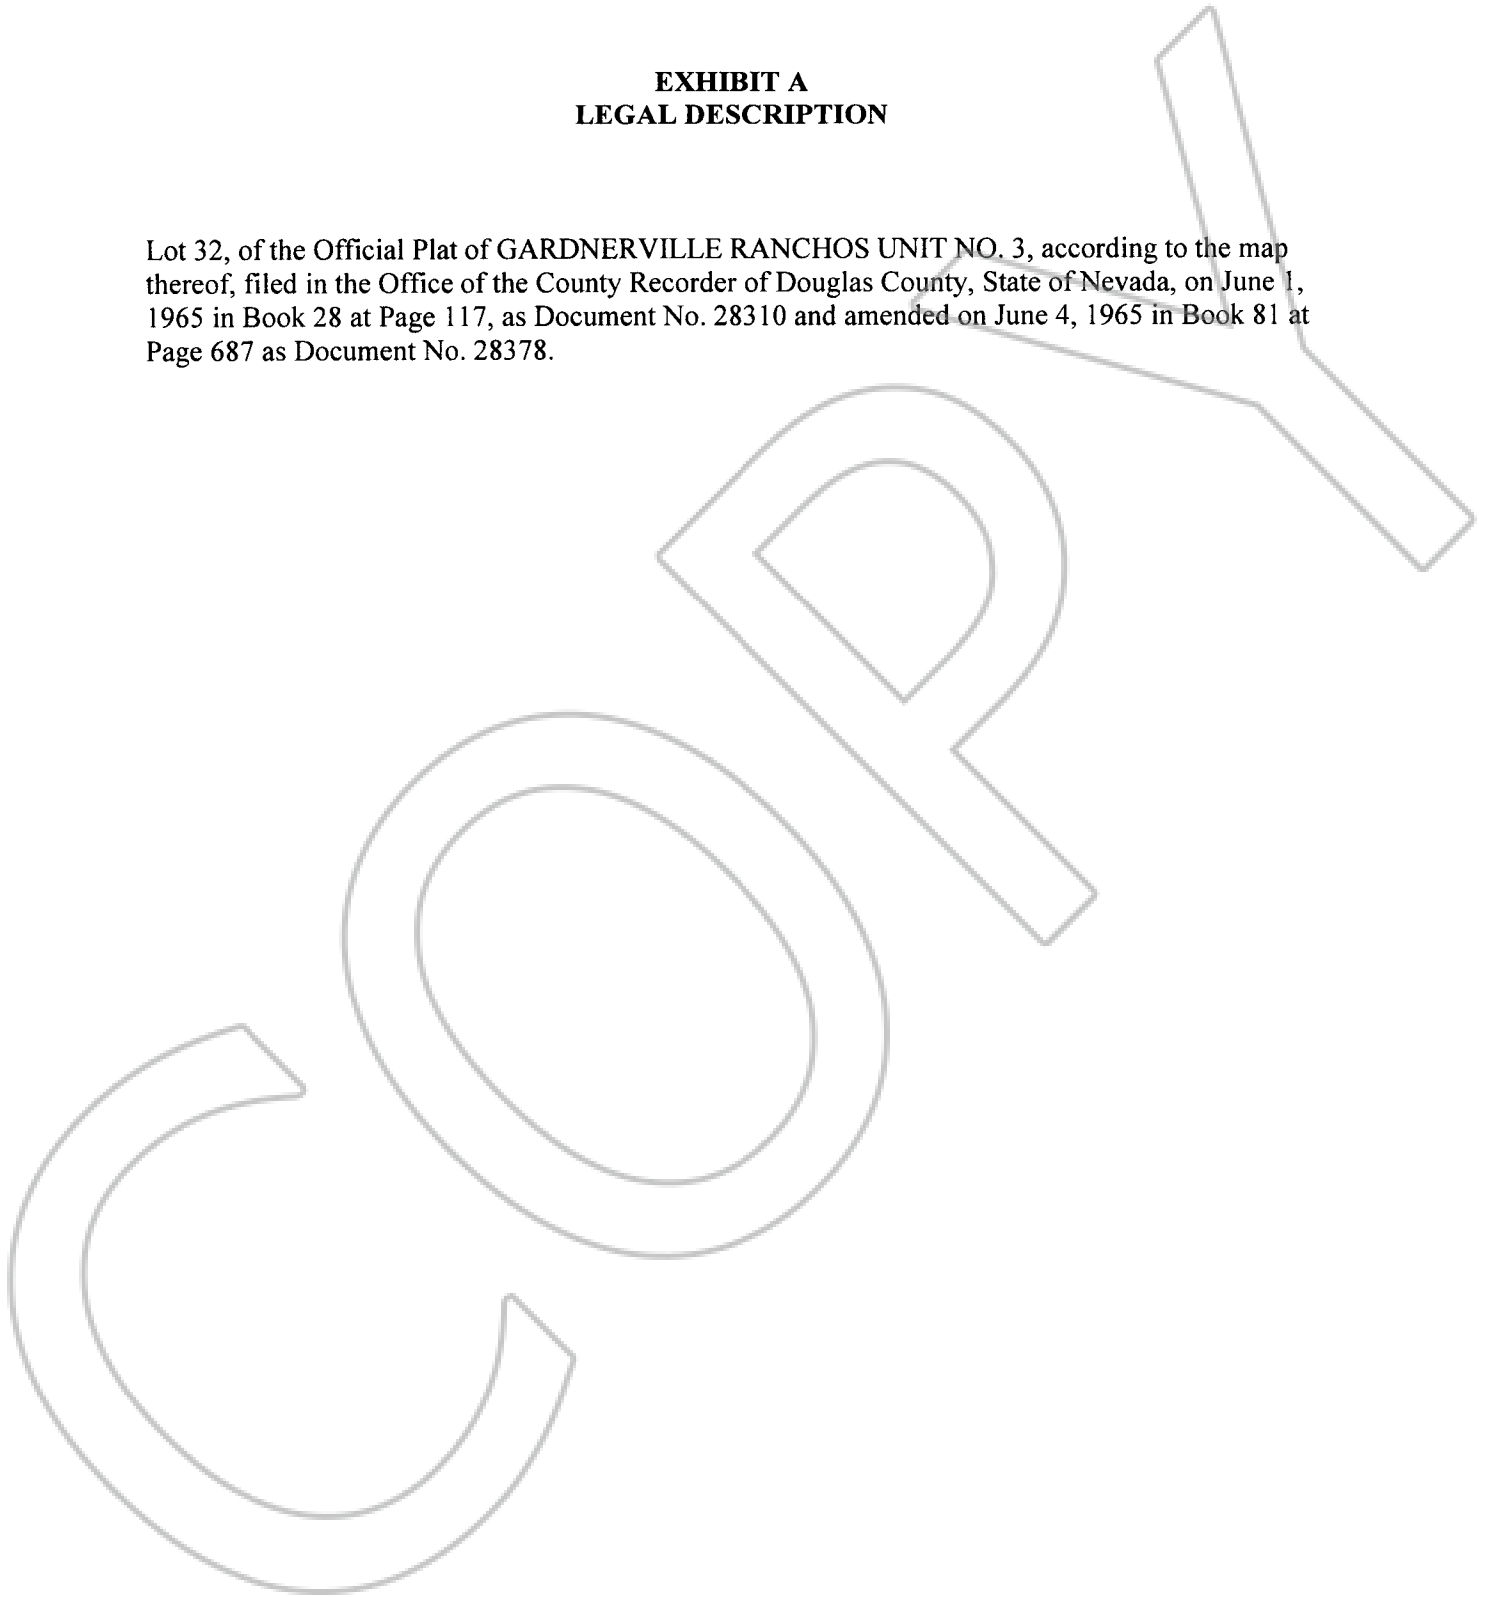 EXHIBIT A
LEGAL DESCRIPTION
Lot 32, of the Official Plat of GARDNERVILLE RANCHOS UNIT NO. 3, according to the map
thereof, filed in the Office of the County Recorder of Douglas County, State of Nevada, on June 1,
1965 in Book 28 at Page 117, as Document No. 28310 and amended on June 4, 1965 in Book 81 at
Page 687 as Document No. 28378.
COPY